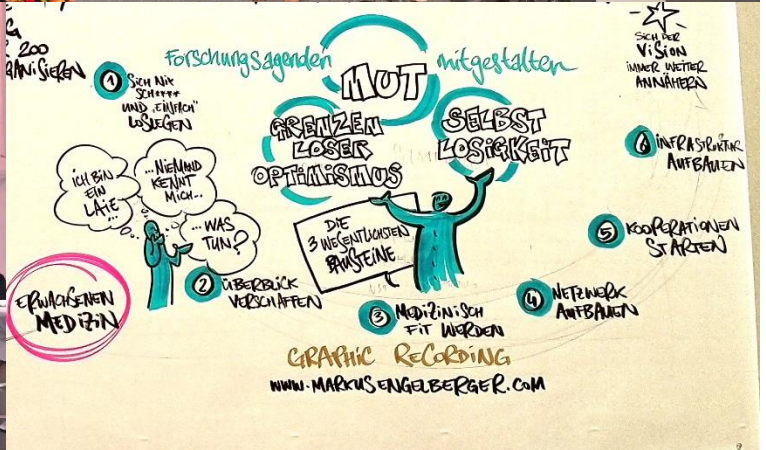 200
SICH DER
VISION
IMMER WEITER
ANNÄHERN
Forschungsagenden
MUT
mitgestalten
1
SICH NIX
SCH****
UND "EINFACH"
LOSLEGEN
GRENZEN
LOSER
OPTIMISMUS
SELBST
LOSIGKEIT
6 INFRASTRUKTUR
AUFBAUEN
ICH BIN
EIN
LAIE
...
...NIEMAND
KENNT
MICH...
...WAS
TUN?
DIE
3 WESENTLICHSTEN
BAUSTEINE
5 KOOPERATIONEN
STARTEN
ERWACHSENEN
MEDIZIN
2 ÜBERBLICK
VERSCHAFFEN
3 MEDIZINISCH
FIT WERDEN
4 NETZWERK
AUFBAUEN
GRAPHIC RECORDING
WWW.MARKUSENGELBERGER.COM